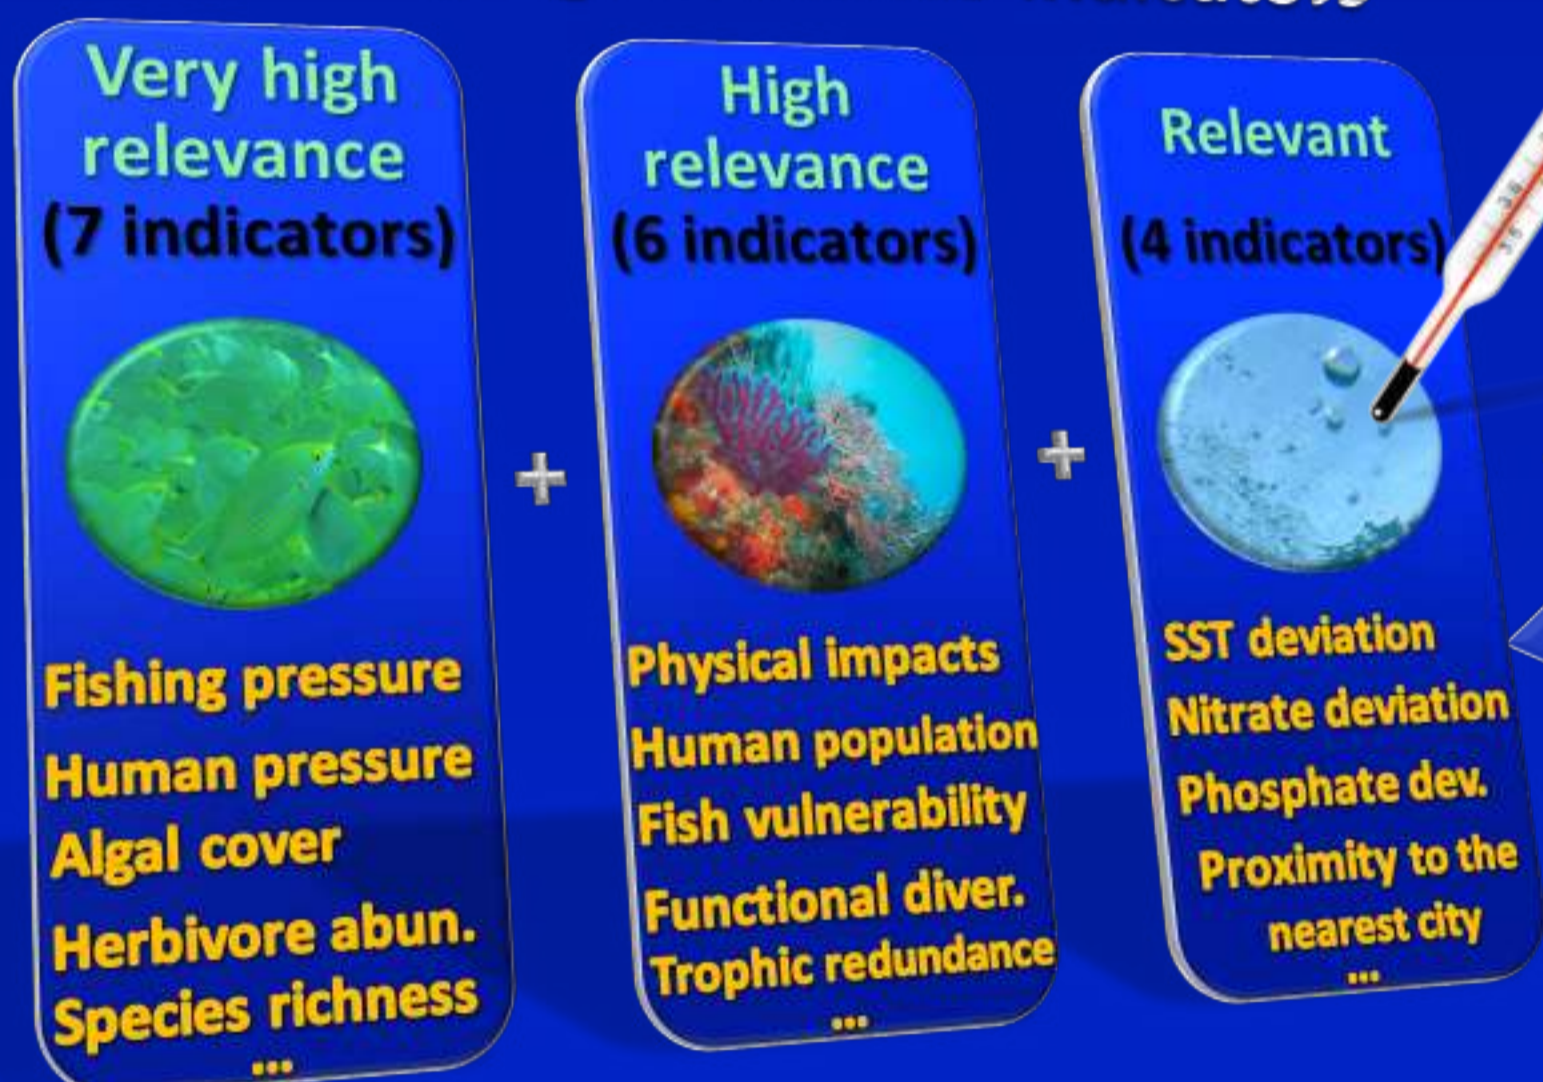 Very high
relevance
(7 indicators)
Fishing pressure
Human pressure
Algal cover
Herbivore abun.
Species richness
...
High
relevance
(6 indicators)
Physical impacts
Human population
Fish vulnerability
Functional diver.
Trophic redundance
...
Relevant
(4 indicators)
SST deviation
Nitrate deviation
Phosphate dev.
Proximity to the
nearest city
...